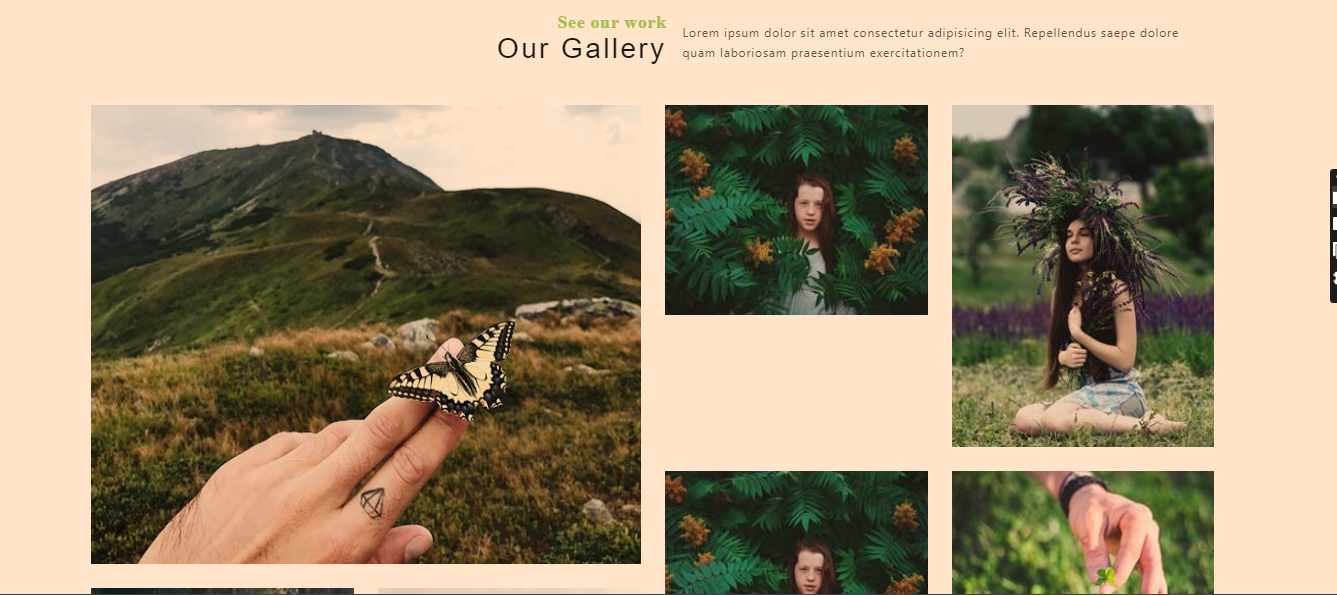 See our work
Our Gallery
Lorem ipsum dolor sit amet consectetur adipisicing elit. Repellendus saepe dolore
quam laboriosam praesentium exercitationem?